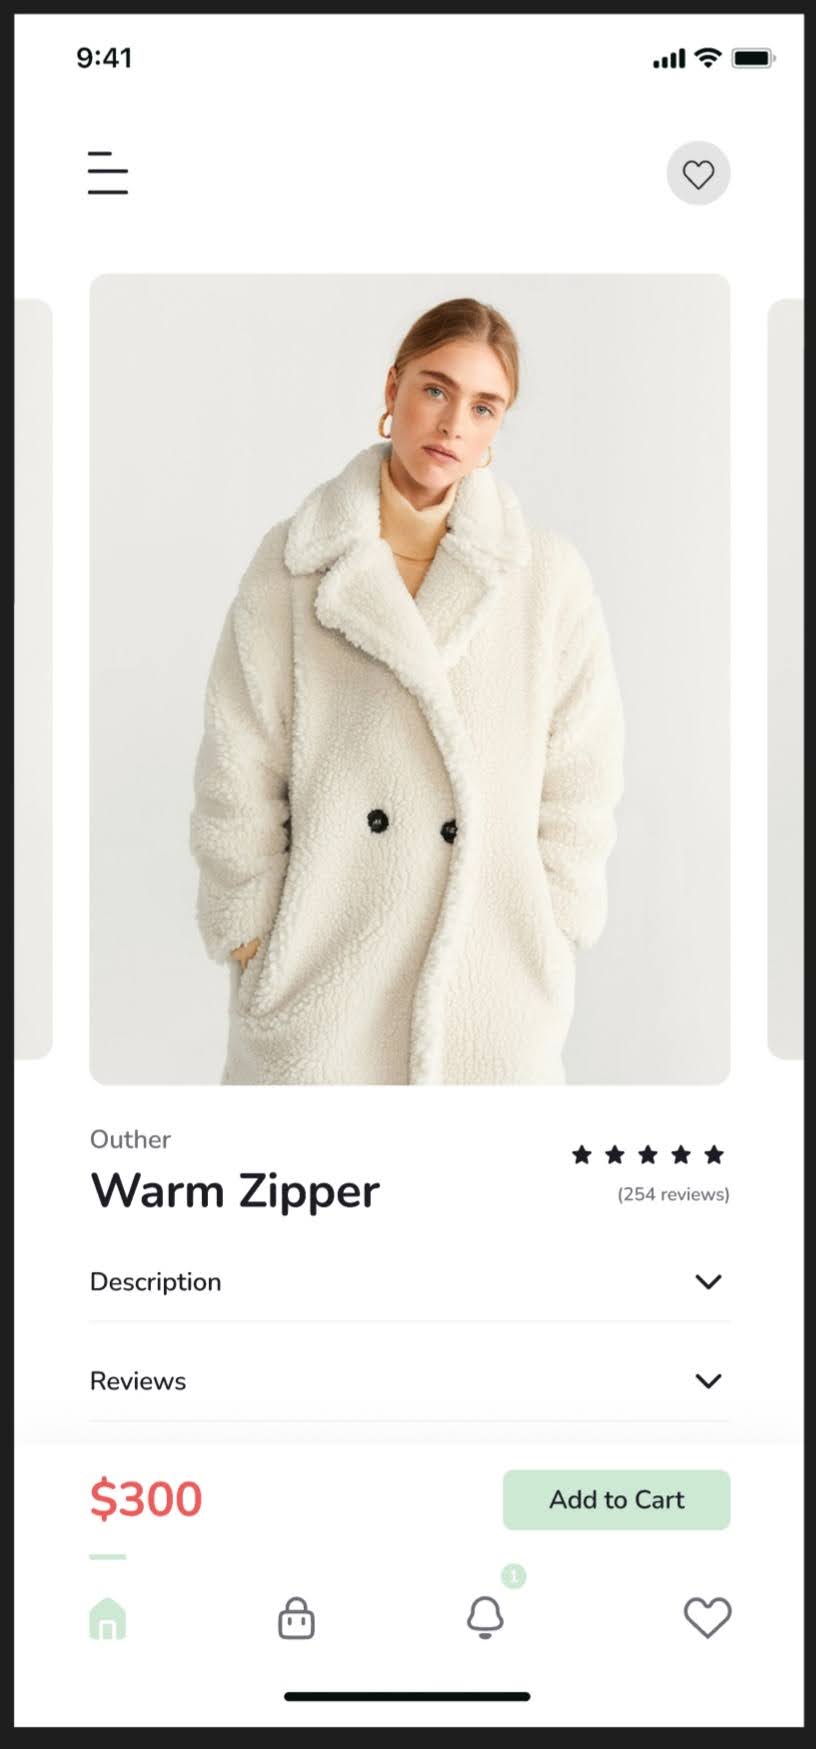 9:41
Outher
Warm Zipper
(254 reviews)
Description
Reviews
$300
Add to Cart
1